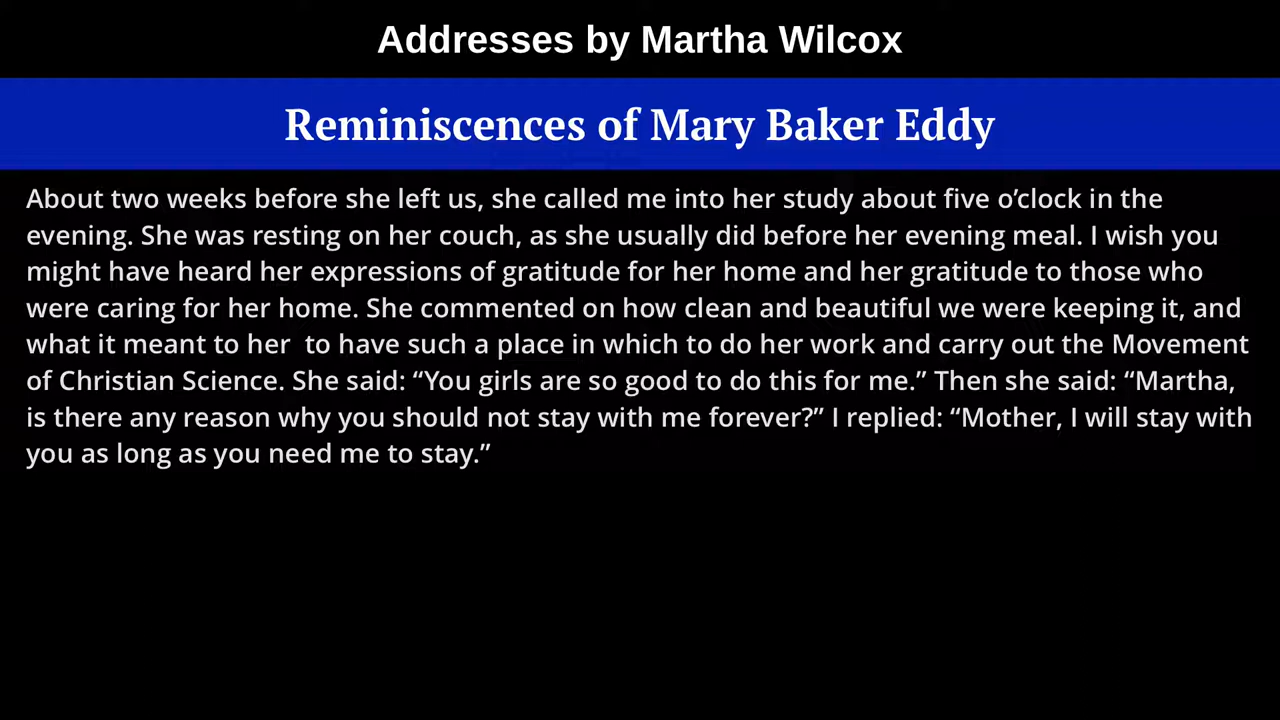 Addresses by Martha Wilcox
Reminiscences of Mary Baker Eddy
About two weeks before she left us, she called me into her study about five o’clock in the
evening. She was resting on her couch, as she usually did before her evening meal. I wish you
might have heard her expressions of gratitude for her home and her gratitude to those who
were caring for her home. She commented on how clean and beautiful we were keeping it, and
what it meant to her  to have such a place in which to do her work and carry out the Movement
of Christian Science. She said: “You girls are so good to do this for me.” Then she said: “Martha,
is there any reason why you should not stay with me forever?” I replied: “Mother, I will stay with
you as long as you need me to stay.”